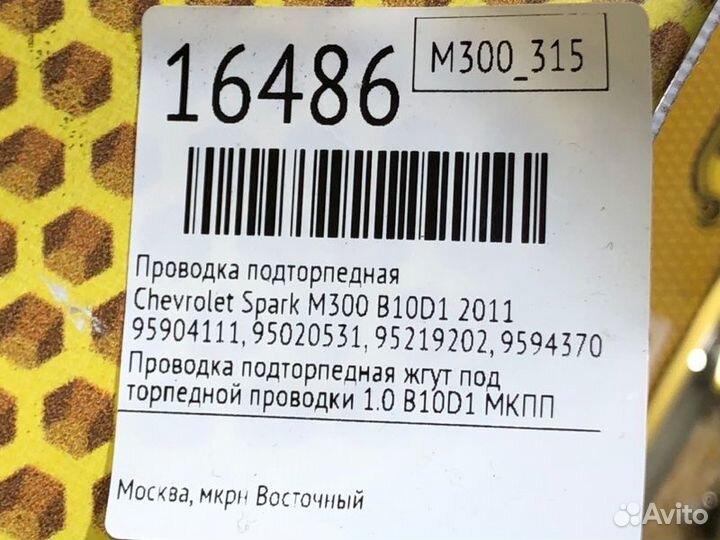 16486
M300_315
Проводка подторпедная
Chevrolet Spark M300 B10D1 2011
95904111, 95020531, 95219202, 9594370
Проводка подторпедная жгут под
торпедной проводки 1.0 B10D1 МКПП
Москва, мкрн Восточный
Avito